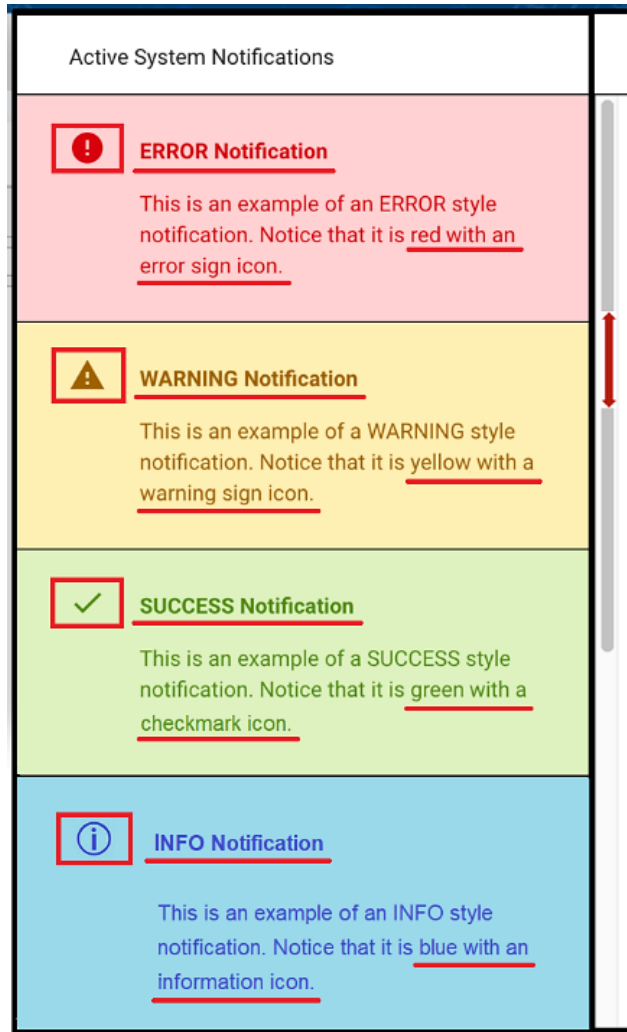 Active System Notifications
ERROR Notification
This is an example of an ERROR style
notification. Notice that it is red with an
error sign icon.
WARNING Notification
This is an example of a WARNING style
notification. Notice that it is yellow with a
warning sign icon.
SUCCESS Notification
This is an example of a SUCCESS style
notification. Notice that it is green with a
checkmark icon.
INFO Notification
This is an example of an INFO style
notification. Notice that it is blue with an
information icon.